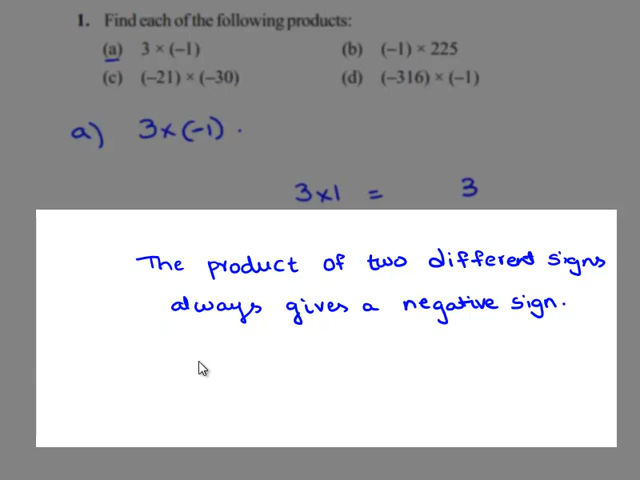 1. Find each of the following products:
(a) 3 × (–1) (b) (–1) × 225
(c) (–21) × (–30) (d) (–316) × (–1)
a) 3×(-1).
3×1 = 3
The product of two different signs
always gives a negative sign.